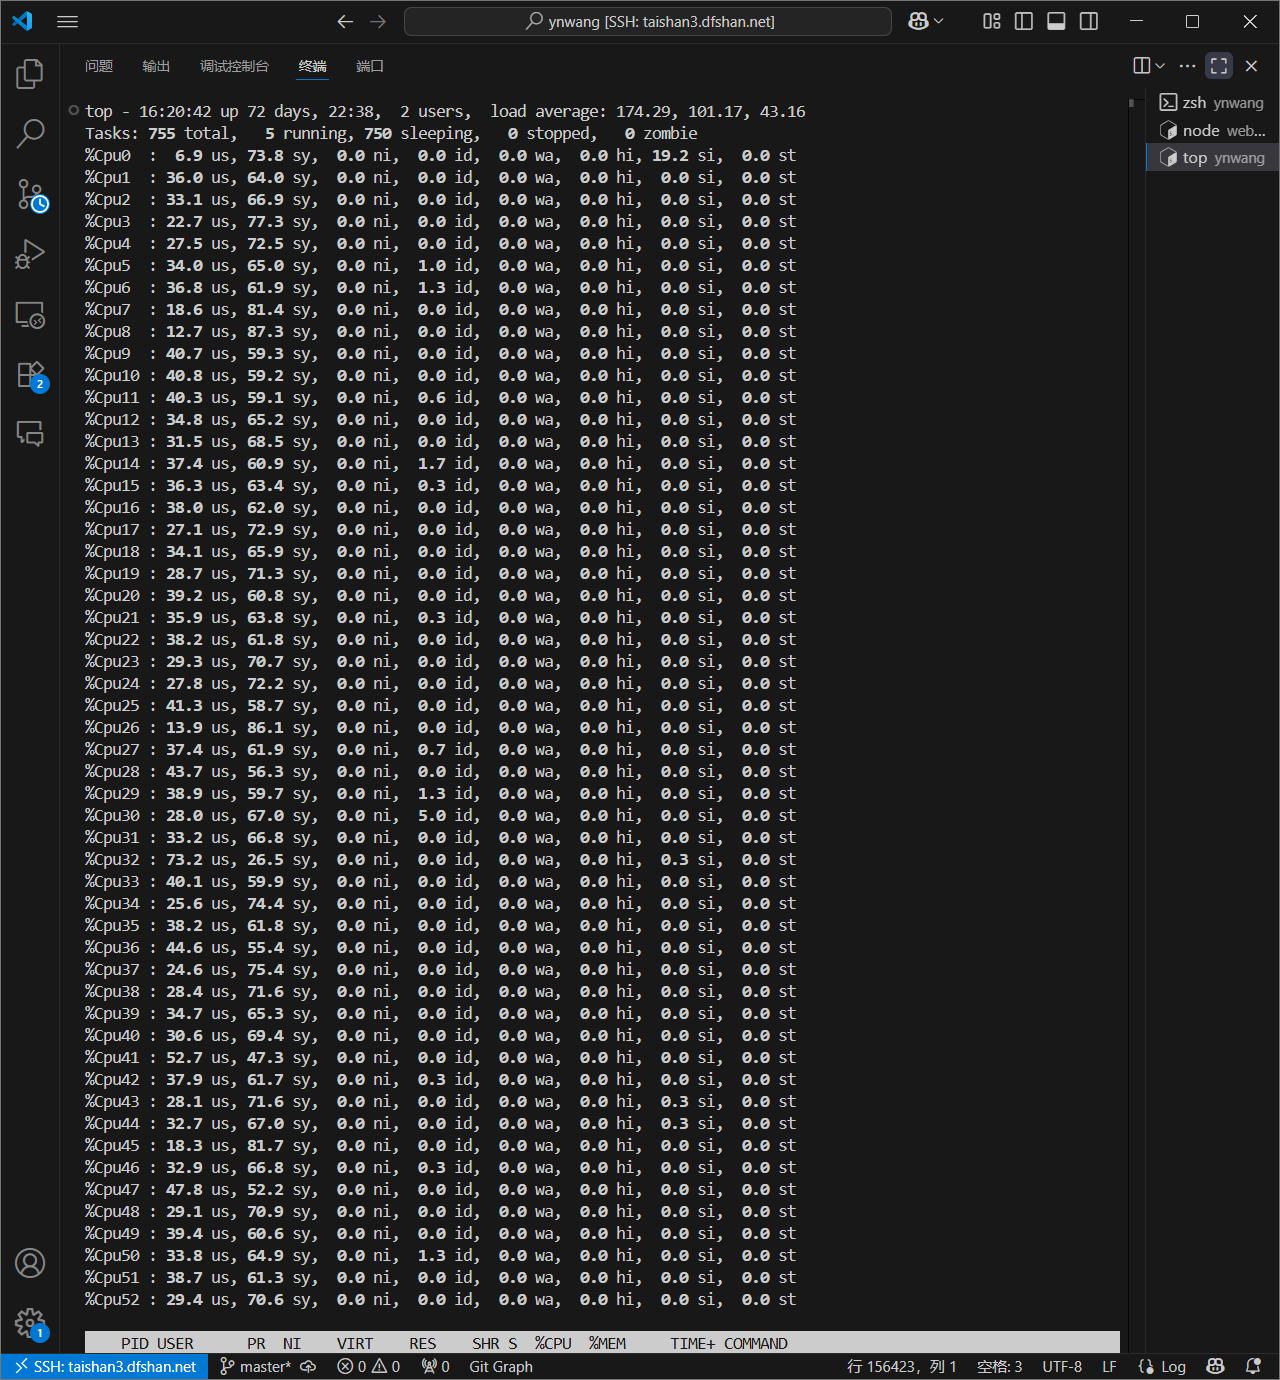 ynwang [SSH: taishan3.dfshan.net]
问题 输出 调试控制台 终端 端口
top - 16:20:42 up 72 days, 22:38,  2 users,  load average: 174.29, 101.17, 43.16
Tasks: 755 total,   5 running, 750 sleeping,   0 stopped,   0 zombie
%Cpu0  :  6.9 us, 73.8 sy,  0.0 ni,  0.0 id,  0.0 wa,  0.0 hi, 19.2 si,  0.0 st
%Cpu1  : 36.0 us, 64.0 sy,  0.0 ni,  0.0 id,  0.0 wa,  0.0 hi,  0.0 si,  0.0 st
%Cpu2  : 33.1 us, 66.9 sy,  0.0 ni,  0.0 id,  0.0 wa,  0.0 hi,  0.0 si,  0.0 st
%Cpu3  : 22.7 us, 77.3 sy,  0.0 ni,  0.0 id,  0.0 wa,  0.0 hi,  0.0 si,  0.0 st
%Cpu4  : 27.5 us, 72.5 sy,  0.0 ni,  0.0 id,  0.0 wa,  0.0 hi,  0.0 si,  0.0 st
%Cpu5  : 34.0 us, 65.0 sy,  0.0 ni,  1.0 id,  0.0 wa,  0.0 hi,  0.0 si,  0.0 st
%Cpu6  : 36.8 us, 61.9 sy,  0.0 ni,  1.3 id,  0.0 wa,  0.0 hi,  0.0 si,  0.0 st
%Cpu7  : 18.6 us, 81.4 sy,  0.0 ni,  0.0 id,  0.0 wa,  0.0 hi,  0.0 si,  0.0 st
%Cpu8  : 12.7 us, 87.3 sy,  0.0 ni,  0.0 id,  0.0 wa,  0.0 hi,  0.0 si,  0.0 st
%Cpu9  : 40.7 us, 59.3 sy,  0.0 ni,  0.0 id,  0.0 wa,  0.0 hi,  0.0 si,  0.0 st
%Cpu10 : 40.8 us, 59.2 sy,  0.0 ni,  0.0 id,  0.0 wa,  0.0 hi,  0.0 si,  0.0 st
%Cpu11 : 40.3 us, 59.1 sy,  0.0 ni,  0.6 id,  0.0 wa,  0.0 hi,  0.0 si,  0.0 st
%Cpu12 : 34.8 us, 65.2 sy,  0.0 ni,  0.0 id,  0.0 wa,  0.0 hi,  0.0 si,  0.0 st
%Cpu13 : 31.5 us, 68.5 sy,  0.0 ni,  0.0 id,  0.0 wa,  0.0 hi,  0.0 si,  0.0 st
%Cpu14 : 37.4 us, 60.9 sy,  0.0 ni,  1.7 id,  0.0 wa,  0.0 hi,  0.0 si,  0.0 st
%Cpu15 : 36.3 us, 63.4 sy,  0.0 ni,  0.3 id,  0.0 wa,  0.0 hi,  0.0 si,  0.0 st
%Cpu16 : 38.0 us, 62.0 sy,  0.0 ni,  0.0 id,  0.0 wa,  0.0 hi,  0.0 si,  0.0 st
%Cpu17 : 27.1 us, 72.9 sy,  0.0 ni,  0.0 id,  0.0 wa,  0.0 hi,  0.0 si,  0.0 st
%Cpu18 : 34.1 us, 65.9 sy,  0.0 ni,  0.0 id,  0.0 wa,  0.0 hi,  0.0 si,  0.0 st
%Cpu19 : 28.7 us, 71.3 sy,  0.0 ni,  0.0 id,  0.0 wa,  0.0 hi,  0.0 si,  0.0 st
%Cpu20 : 39.2 us, 60.8 sy,  0.0 ni,  0.0 id,  0.0 wa,  0.0 hi,  0.0 si,  0.0 st
%Cpu21 : 35.9 us, 63.8 sy,  0.0 ni,  0.3 id,  0.0 wa,  0.0 hi,  0.0 si,  0.0 st
%Cpu22 : 38.2 us, 61.8 sy,  0.0 ni,  0.0 id,  0.0 wa,  0.0 hi,  0.0 si,  0.0 st
%Cpu23 : 29.3 us, 70.7 sy,  0.0 ni,  0.0 id,  0.0 wa,  0.0 hi,  0.0 si,  0.0 st
%Cpu24 : 27.8 us, 72.2 sy,  0.0 ni,  0.0 id,  0.0 wa,  0.0 hi,  0.0 si,  0.0 st
%Cpu25 : 41.3 us, 58.7 sy,  0.0 ni,  0.0 id,  0.0 wa,  0.0 hi,  0.0 si,  0.0 st
%Cpu26 : 13.9 us, 86.1 sy,  0.0 ni,  0.0 id,  0.0 wa,  0.0 hi,  0.0 si,  0.0 st
%Cpu27 : 37.4 us, 61.9 sy,  0.0 ni,  0.7 id,  0.0 wa,  0.0 hi,  0.0 si,  0.0 st
%Cpu28 : 43.7 us, 56.3 sy,  0.0 ni,  0.0 id,  0.0 wa,  0.0 hi,  0.0 si,  0.0 st
%Cpu29 : 38.9 us, 59.7 sy,  0.0 ni,  1.3 id,  0.0 wa,  0.0 hi,  0.0 si,  0.0 st
%Cpu30 : 28.0 us, 67.0 sy,  0.0 ni,  5.0 id,  0.0 wa,  0.0 hi,  0.0 si,  0.0 st
%Cpu31 : 33.2 us, 66.8 sy,  0.0 ni,  0.0 id,  0.0 wa,  0.0 hi,  0.0 si,  0.0 st
%Cpu32 : 73.2 us, 26.5 sy,  0.0 ni,  0.0 id,  0.0 wa,  0.0 hi,  0.3 si,  0.0 st
%Cpu33 : 40.1 us, 59.9 sy,  0.0 ni,  0.0 id,  0.0 wa,  0.0 hi,  0.0 si,  0.0 st
%Cpu34 : 25.6 us, 74.4 sy,  0.0 ni,  0.0 id,  0.0 wa,  0.0 hi,  0.0 si,  0.0 st
%Cpu35 : 38.2 us, 61.8 sy,  0.0 ni,  0.0 id,  0.0 wa,  0.0 hi,  0.0 si,  0.0 st
%Cpu36 : 44.6 us, 55.4 sy,  0.0 ni,  0.0 id,  0.0 wa,  0.0 hi,  0.0 si,  0.0 st
%Cpu37 : 24.6 us, 75.4 sy,  0.0 ni,  0.0 id,  0.0 wa,  0.0 hi,  0.0 si,  0.0 st
%Cpu38 : 28.4 us, 71.6 sy,  0.0 ni,  0.0 id,  0.0 wa,  0.0 hi,  0.0 si,  0.0 st
%Cpu39 : 34.7 us, 65.3 sy,  0.0 ni,  0.0 id,  0.0 wa,  0.0 hi,  0.0 si,  0.0 st
%Cpu40 : 30.6 us, 69.4 sy,  0.0 ni,  0.0 id,  0.0 wa,  0.0 hi,  0.0 si,  0.0 st
%Cpu41 : 52.7 us, 47.3 sy,  0.0 ni,  0.0 id,  0.0 wa,  0.0 hi,  0.0 si,  0.0 st
%Cpu42 : 37.9 us, 61.7 sy,  0.0 ni,  0.3 id,  0.0 wa,  0.0 hi,  0.0 si,  0.0 st
%Cpu43 : 28.1 us, 71.6 sy,  0.0 ni,  0.0 id,  0.0 wa,  0.0 hi,  0.3 si,  0.0 st
%Cpu44 : 32.7 us, 67.0 sy,  0.0 ni,  0.0 id,  0.0 wa,  0.0 hi,  0.3 si,  0.0 st
%Cpu45 : 18.3 us, 81.7 sy,  0.0 ni,  0.0 id,  0.0 wa,  0.0 hi,  0.0 si,  0.0 st
%Cpu46 : 32.9 us, 66.8 sy,  0.0 ni,  0.3 id,  0.0 wa,  0.0 hi,  0.0 si,  0.0 st
%Cpu47 : 47.8 us, 52.2 sy,  0.0 ni,  0.0 id,  0.0 wa,  0.0 hi,  0.0 si,  0.0 st
%Cpu48 : 29.1 us, 70.9 sy,  0.0 ni,  0.0 id,  0.0 wa,  0.0 hi,  0.0 si,  0.0 st
%Cpu49 : 39.4 us, 60.6 sy,  0.0 ni,  0.0 id,  0.0 wa,  0.0 hi,  0.0 si,  0.0 st
%Cpu50 : 33.8 us, 64.9 sy,  0.0 ni,  1.3 id,  0.0 wa,  0.0 hi,  0.0 si,  0.0 st
%Cpu51 : 38.7 us, 61.3 sy,  0.0 ni,  0.0 id,  0.0 wa,  0.0 hi,  0.0 si,  0.0 st
%Cpu52 : 29.4 us, 70.6 sy,  0.0 ni,  0.0 id,  0.0 wa,  0.0 hi,  0.0 si,  0.0 st
PID USER      PR  NI    VIRT    RES    SHR S  %CPU  %MEM     TIME+ COMMAND
zsh ynwang
node web...
top ynwang
2
1
SSH: taishan3.dfshan.net master* 0 0 0 Git Graph 行 156423，列 1 空格: 3 UTF-8 LF Log